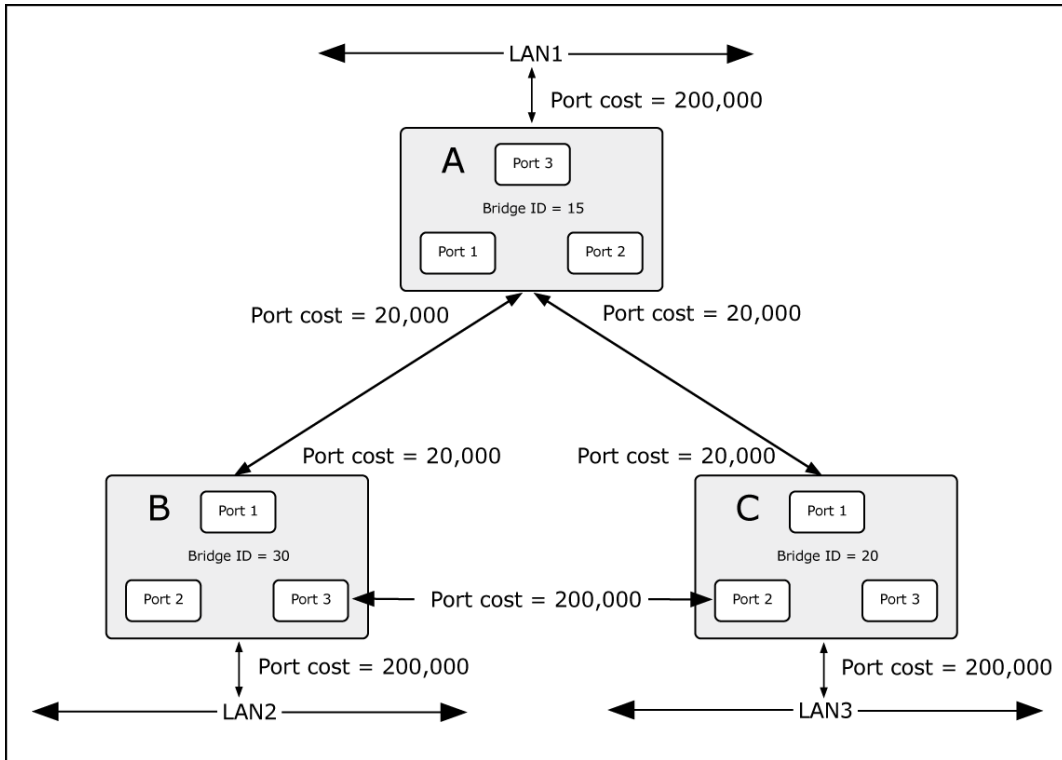 LAN1
Port cost = 200,000
A
Port 3
Bridge ID = 15
Port 1
Port 2
Port cost = 20,000
Port cost = 20,000
Port cost = 20,000
Port cost = 20,000
B
Port 1
Bridge ID = 30
Port 2
Port 3
Port cost = 200,000
C
Port 1
Bridge ID = 20
Port 2
Port 3
Port cost = 200,000
LAN2
Port cost = 200,000
LAN3